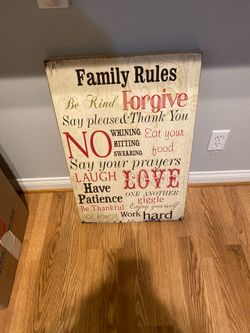 Family Rules
Be Kind Forgive
Say please & Thank You
NO WHINING
HITTING
SWEARING
Eat your
food
Say your prayers
LAUGH LOVE
Have
Patience
ONE ANOTHER
giggle
Be Thankful Enjoy yourself
Work hard